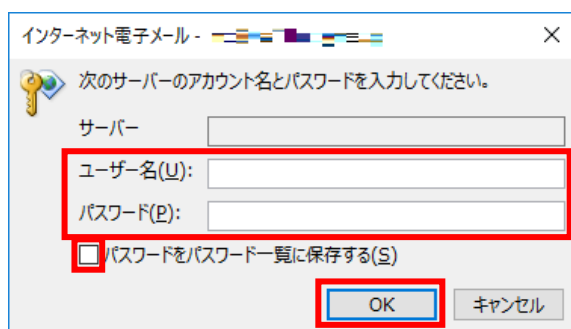 インターネット電子メール -
次のサーバーのアカウント名とパスワードを入力してください。
サーバー
ユーザー名(U):
パスワード(P):
パスワードをパスワード一覧に保存する(S)
OK
キャンセル